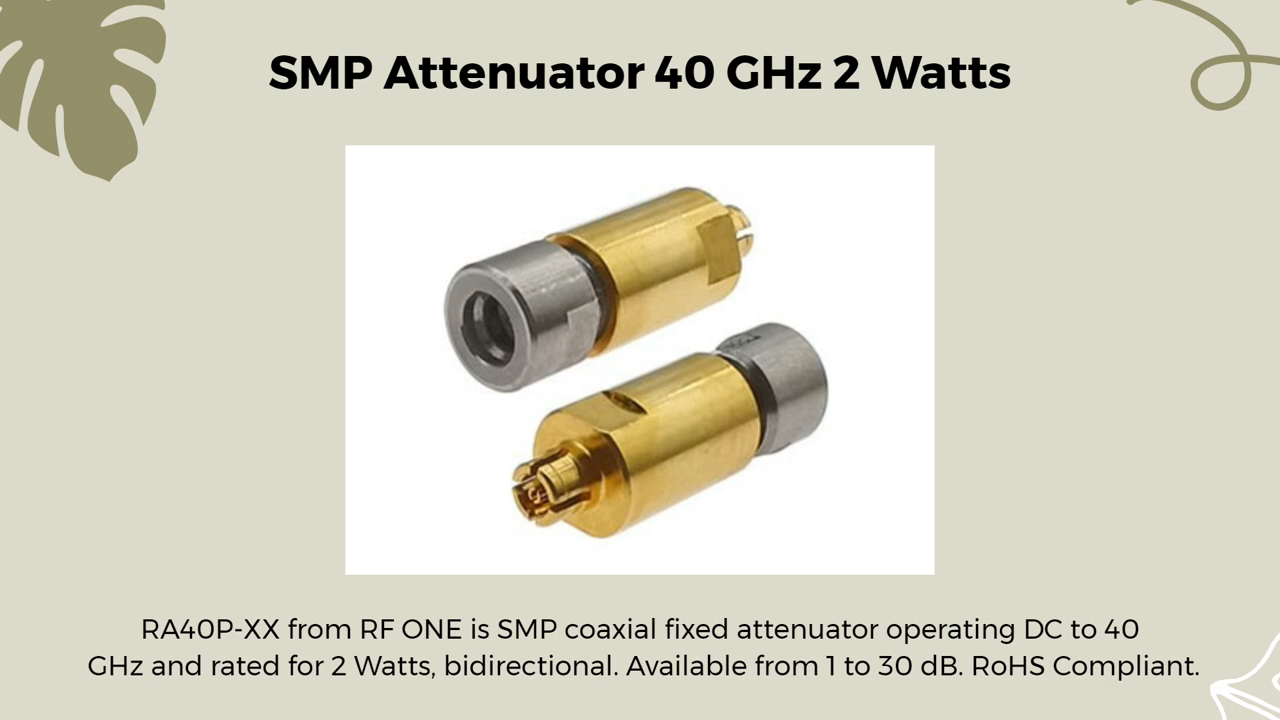 SMP Attenuator 40 GHz 2 Watts
RA40P-XX from RF ONE is SMP coaxial fixed attenuator operating DC to 40
GHz and rated for 2 Watts, bidirectional. Available from 1 to 30 dB. RoHS Compliant.